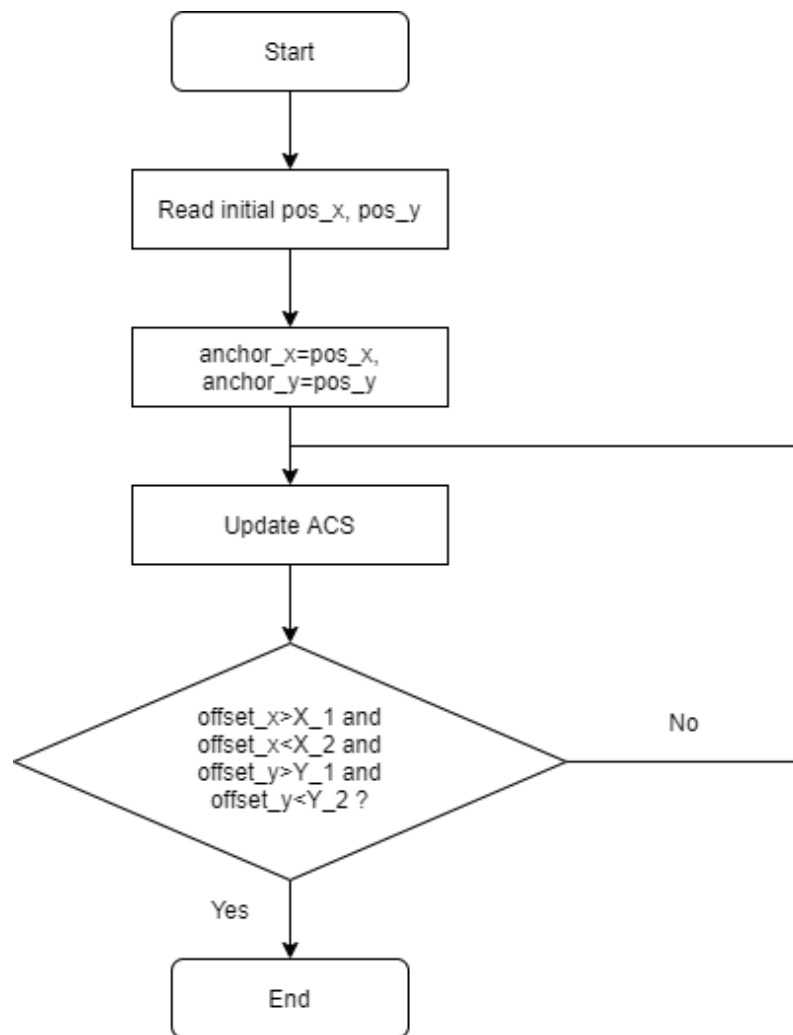 Start
Read initial pos_x, pos_y
anchor_x=pos_x,
anchor_y=pos_y
Update ACS
offset_x>X_1 and
offset_x<X_2 and
offset_y>Y_1 and
offset_y<Y_2 ?
No
Yes
End